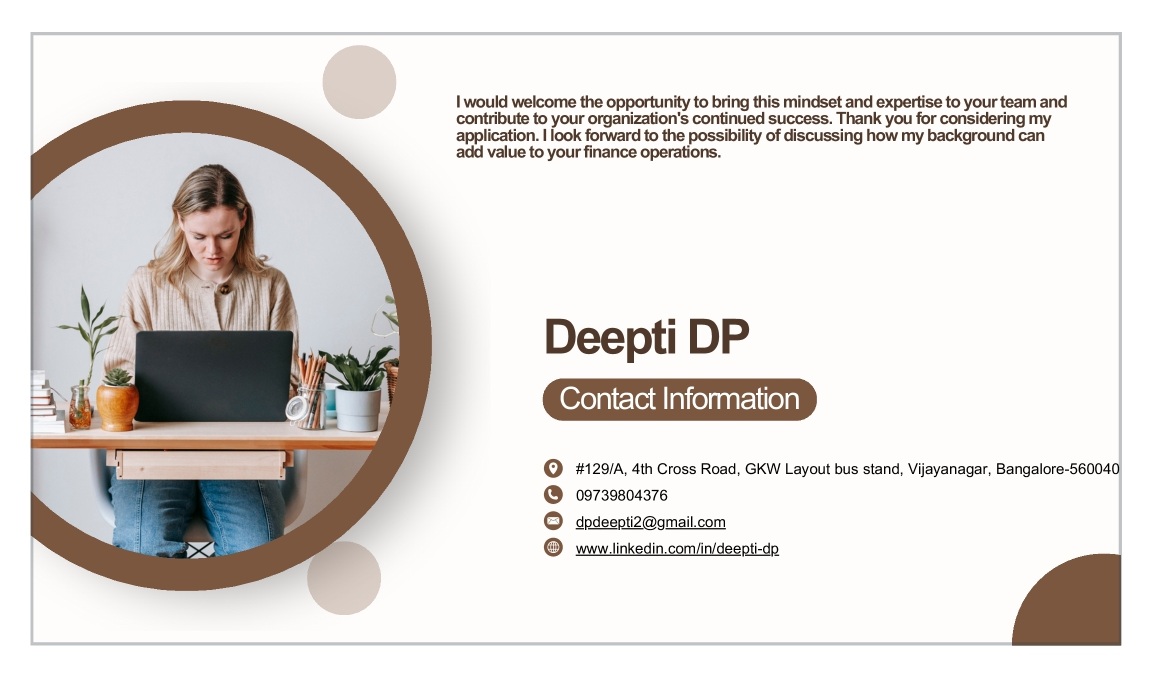 I would welcome the opportunity to bring this mindset and expertise to your team and
contribute to your organization's continued success. Thank you for considering my
application. I look forward to the possibility of discussing how my background can
add value to your finance operations.
Deepti DP
Contact Information
#129/A, 4th Cross Road, GKW Layout bus stand, Vijayanagar, Bangalore-560040
09739804376
dpdeepti2@gmail.com
www.linkedin.com/in/deepti-dp